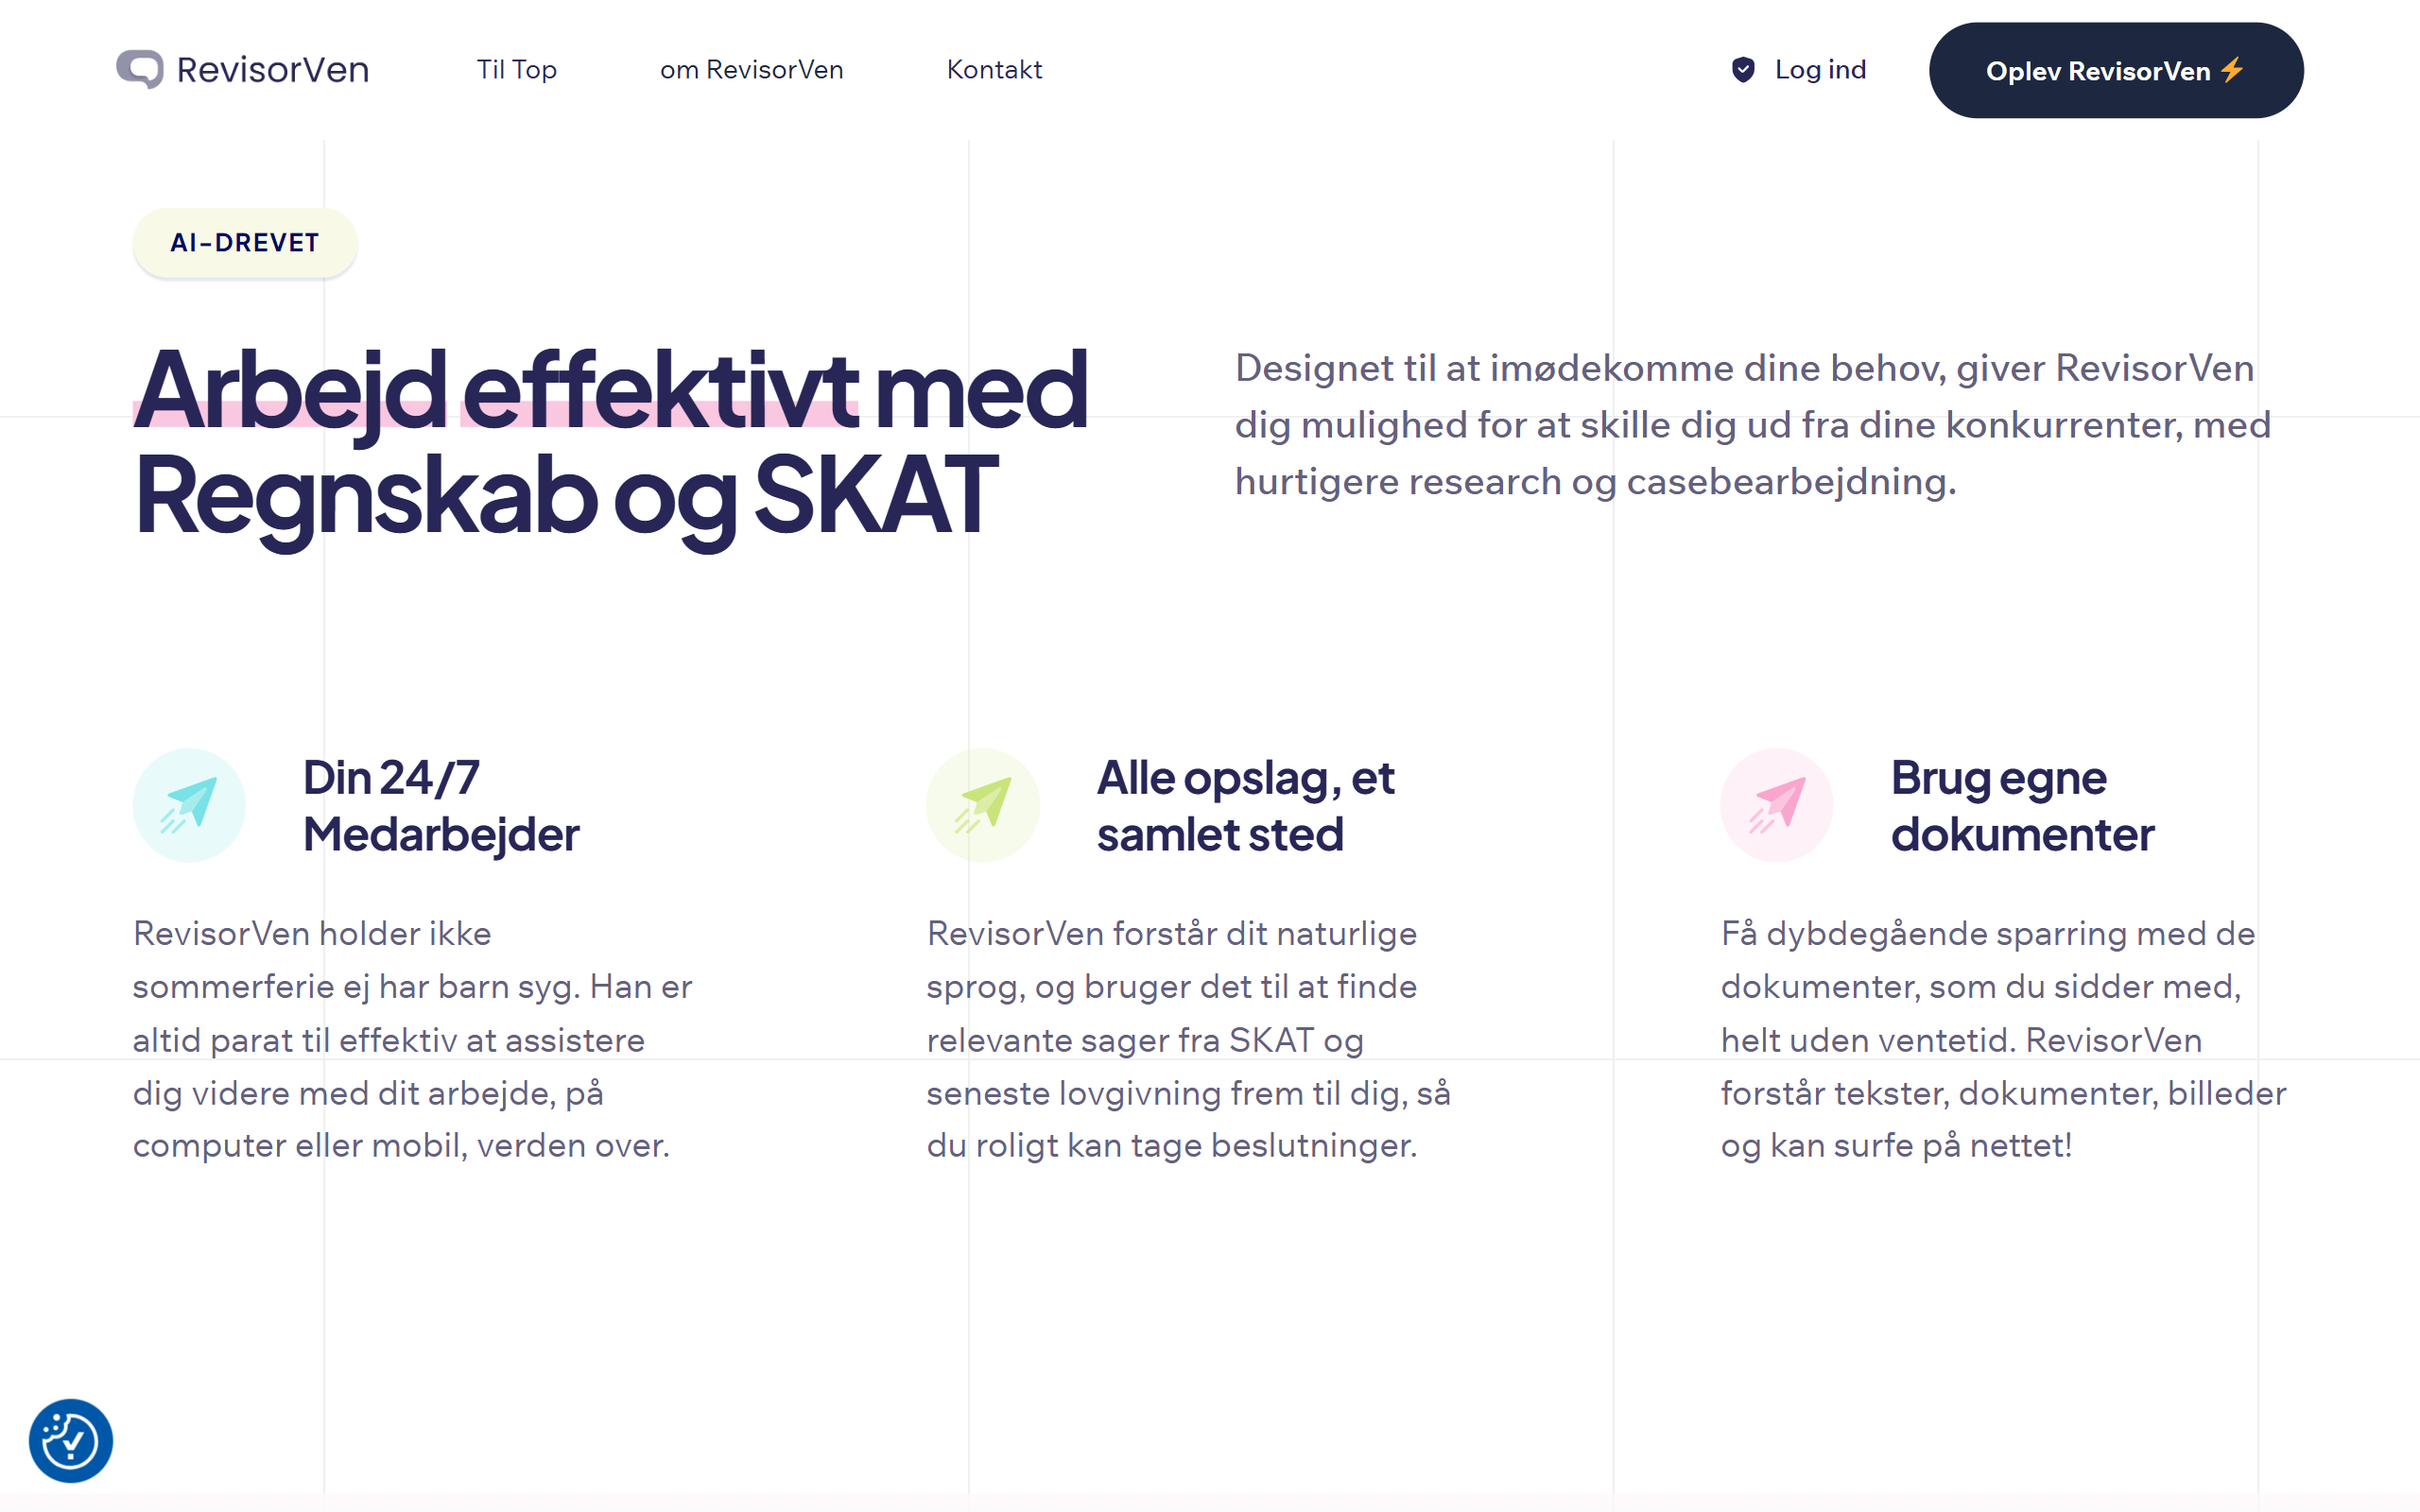 RevisorVen
Til Top
om RevisorVen
Kontakt
Log ind
Oplev RevisorVen ⚡
AI-DREVET
Arbejd effektivt med
Regnskab og SKAT
Designet til at imødekomme dine behov, giver RevisorVen
dig mulighed for at skille dig ud fra dine konkurrenter, med
hurtigere research og casebearbejdning.
Din 24/7
Medarbejder
RevisorVen holder ikke
sommerferie ej har barn syg. Han er
altid parat til effektiv at assistere
dig videre med dit arbejde, på
computer eller mobil, verden over.
Alle opslag, et
samlet sted
RevisorVen forstår dit naturlige
sprog, og bruger det til at finde
relevante sager fra SKAT og
seneste lovgivning frem til dig, så
du roligt kan tage beslutninger.
Brug egne
dokumenter
Få dybdegående sparring med de
dokumenter, som du sidder med,
helt uden ventetid. RevisorVen
forstår tekster, dokumenter, billeder
og kan surfe på nettet!